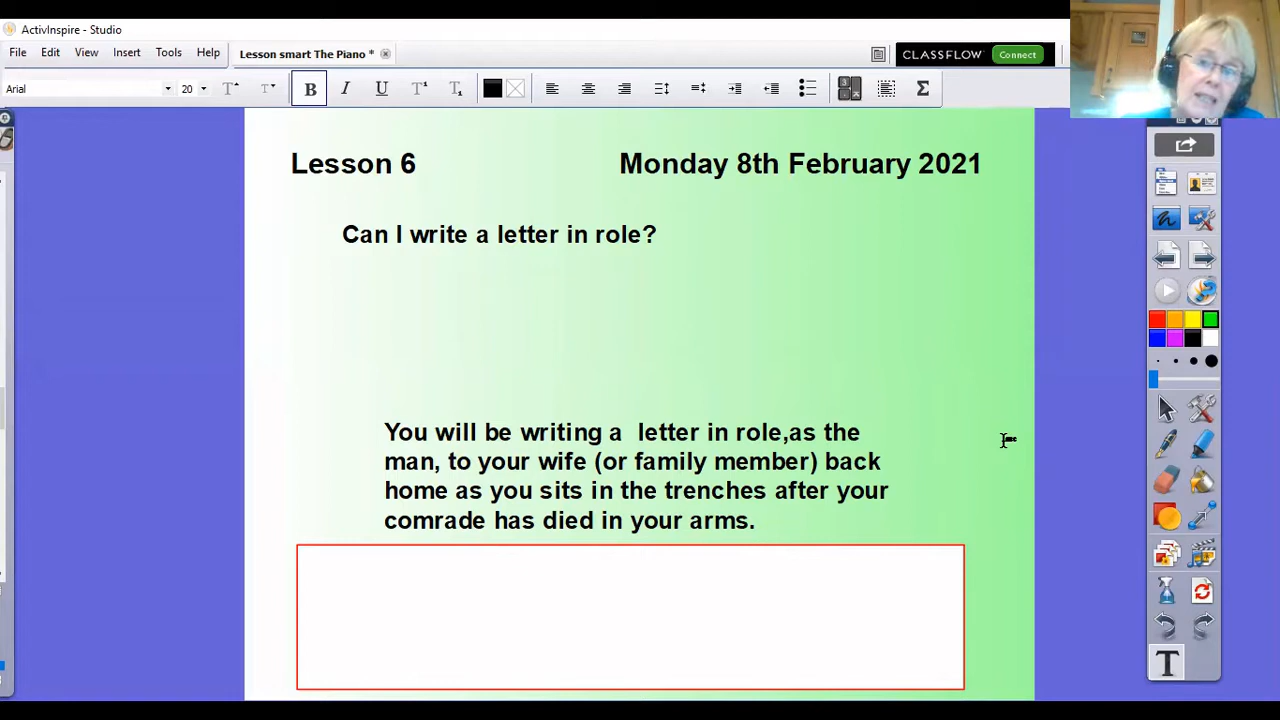 ActivInspire - Studio
File Edit View Insert Tools Help
Lesson smart The Piano *
CLASSFLOW Connect
Arial 20 B I U
Lesson 6 Monday 8th February 2021
Can I write a letter in role?
You will be writing a letter in role,as the
man, to your wife (or family member) back
home as you sits in the trenches after your
comrade has died in your arms.